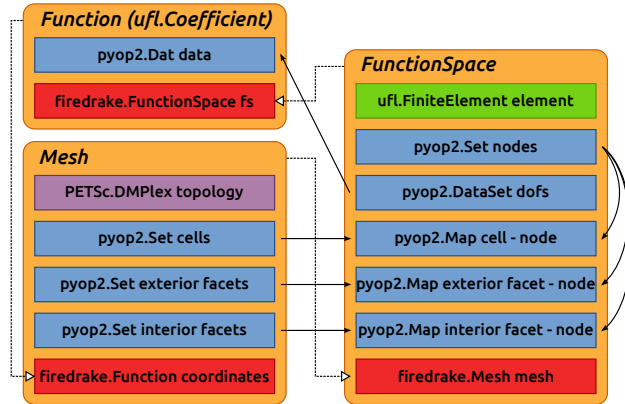 Function (ufl.Coefficient)
pyop2.Dat data
firedrake.FunctionSpace fs
Mesh
PETSc.DMPlex topology
pyop2.Set cells
pyop2.Set exterior facets
pyop2.Set interior facets
firedrake.Function coordinates
FunctionSpace
ufl.FiniteElement element
pyop2.Set nodes
pyop2.DataSet dofs
pyop2.Map cell - node
pyop2.Map exterior facet - node
pyop2.Map interior facet - node
firedrake.Mesh mesh